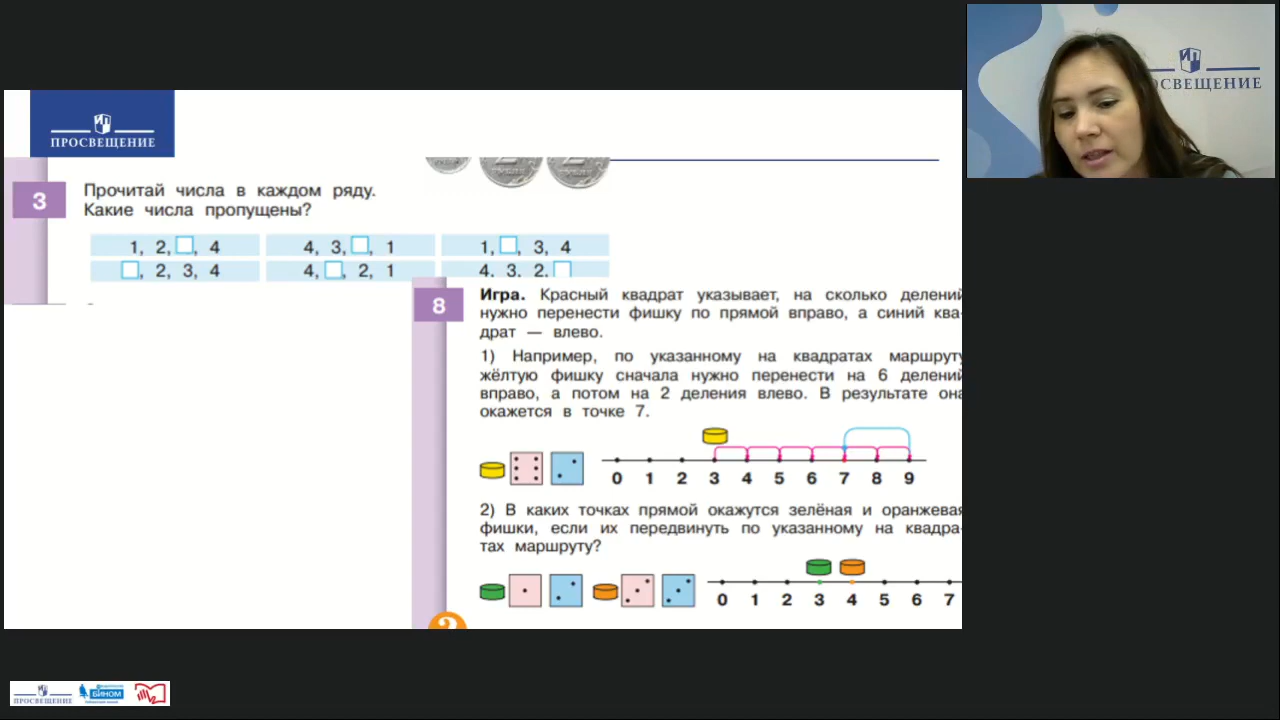 ПРОСВЕЩЕНИЕ
3
Прочитай числа в каждом ряду.
Какие числа пропущены?
1, 2, , 4
4, 3, , 1
1, , 3, 4
, 2, 3, 4
4, , 2, 1
4, 3, 2,
8
Игра. Красный квадрат указывает, на сколько делений
нужно перенести фишку по прямой вправо, а синий ква-
драт — влево.
1) Например, по указанному на квадратах маршруту
жёлтую фишку сначала нужно перенести на 6 делений
вправо, а потом на 2 деления влево. В результате она
окажется в точке 7.
0 1 2 3 4 5 6 7 8 9
2) В каких точках прямой окажутся зелёная и оранжевая
фишки, если их передвинуть по указанному на квадра-
тах маршруту?
0 1 2 3 4 5 6 7
?
ПРОСВЕЩЕНИЕ
ПРОСВЕЩЕНИЕ
БИНОМ